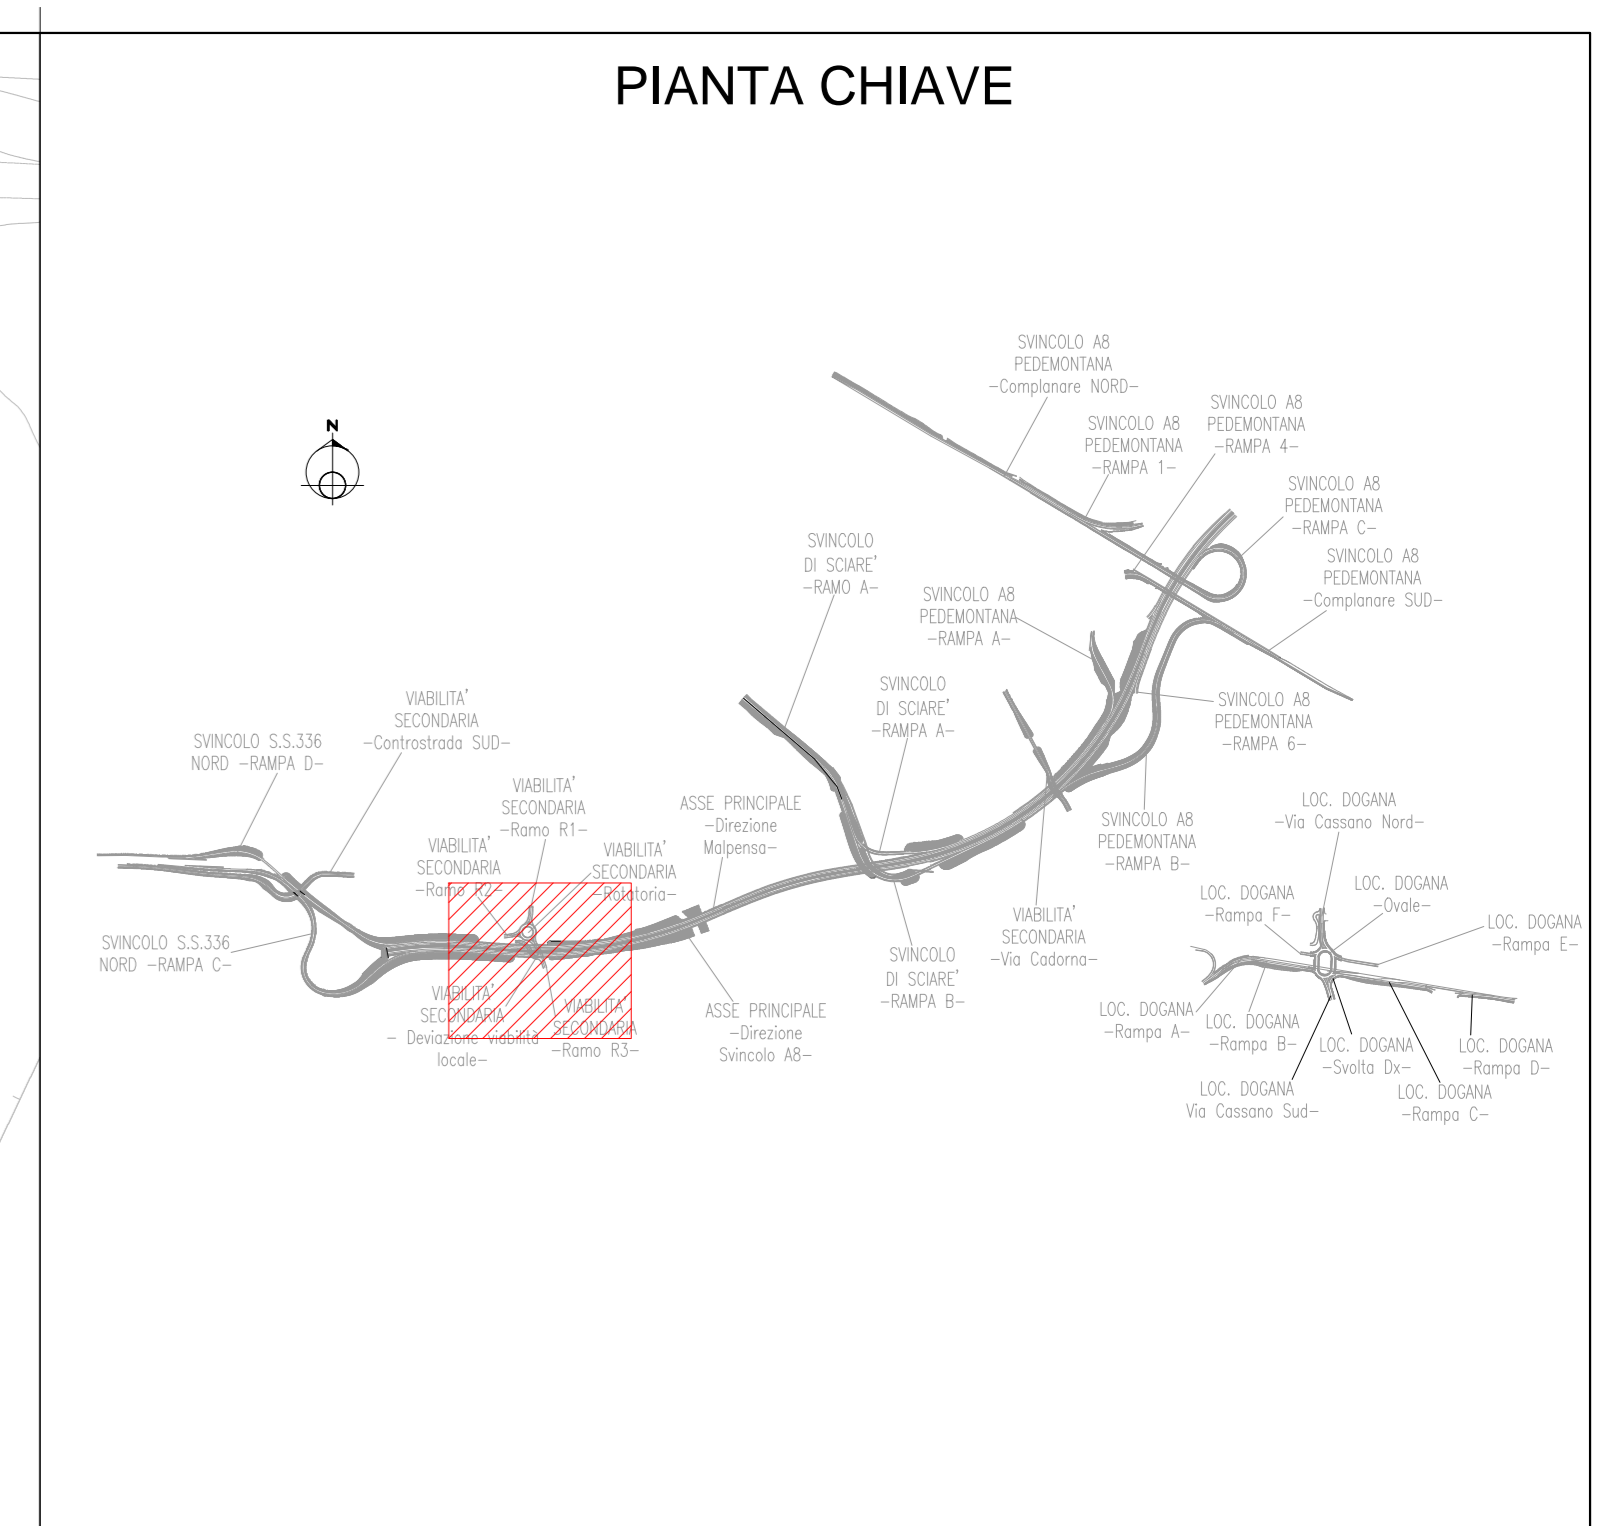 PIANTA CHIAVE
N
SVINCOLO A8
PEDEMONTANA
-Complanare NORD-
SVINCOLO A8
PEDEMONTANA
-RAMPA 4-
SVINCOLO A8
PEDEMONTANA
-RAMPA 1-
SVINCOLO A8
PEDEMONTANA
-RAMPA C-
SVINCOLO
DI SCIARE'
-RAMO A-
SVINCOLO A8
PEDEMONTANA
-Complanare SUD-
SVINCOLO A8
PEDEMONTANA
-RAMPA A-
SVINCOLO
DI SCIARE'
-RAMPA A-
VIABILITA'
SECONDARIA
-Controstrada SUD-
SVINCOLO A8
PEDEMONTANA
-RAMPA 6-
SVINCOLO S.S.336
NORD -RAMPA D-
VIABILITA'
SECONDARIA
-Ramo R1-
ASSE PRINCIPALE
-Direzione
Malpensa-
LOC. DOGANA
-Via Cassano Nord-
SVINCOLO A8
PEDEMONTANA
-RAMPA B-
VIABILITA'
SECONDARIA
-Ramo R2-
VIABILITA'
SECONDARIA
-Rotatoria-
LOC. DOGANA
-Ovale-
LOC. DOGANA
-Rampa F-
VIABILITA'
SECONDARIA
-Via Cadorna-
LOC. DOGANA
-Rampa E-
SVINCOLO S.S.336
NORD -RAMPA C-
SVINCOLO
DI SCIARE'
-RAMPA B-
VIABILITA'
SECONDARIA
- Deviazione viabilità
locale-
VIABILITA'
SECONDARIA
-Ramo R3-
ASSE PRINCIPALE
-Direzione
Svincolo A8-
LOC. DOGANA
-Rampa A-
LOC. DOGANA
-Rampa B-
LOC. DOGANA
-Svolta Dx-
LOC. DOGANA
-Rampa D-
LOC. DOGANA
Via Cassano Sud-
LOC. DOGANA
-Rampa C-